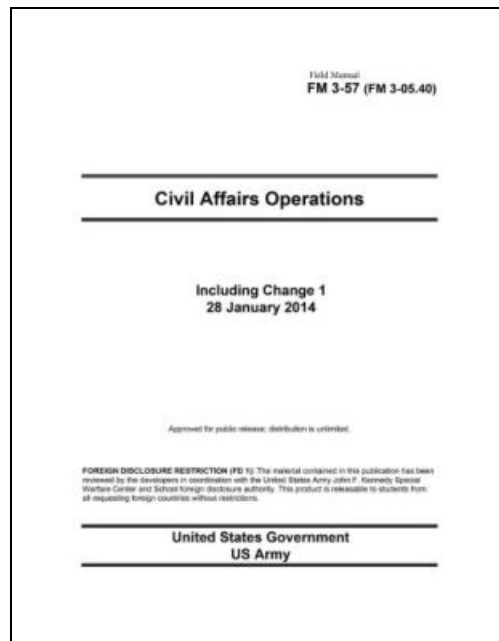 Field Manual
FM 3-57 (FM 3-05.40)
Civil Affairs Operations
Including Change 1
28 January 2014
Approved for public release; distribution is unlimited.
FOREIGN DISCLOSURE RESTRICTION (FD 1): The material contained in this publication has been
reviewed by the developers in coordination with the United States Army John F. Kennedy Special
Warfare Center and School foreign disclosure authority. This product is releasable to students from
all requesting foreign countries without restrictions.
United States Government
US Army